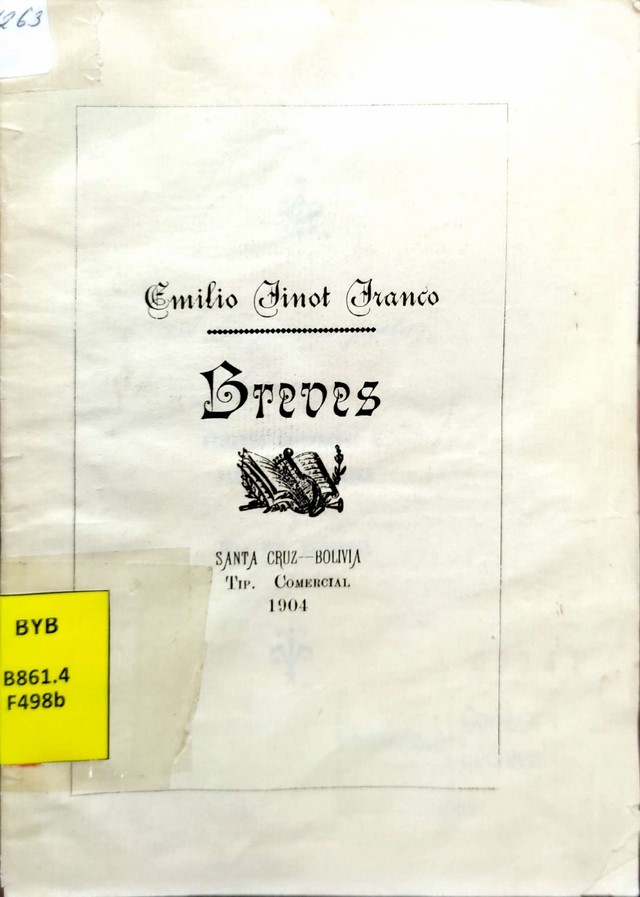 263
Emilio Finot Franco
Breves
SANTA CRUZ--BOLIVIA
TIP. COMERCIAL
1904
BYB
B861.4
F498b